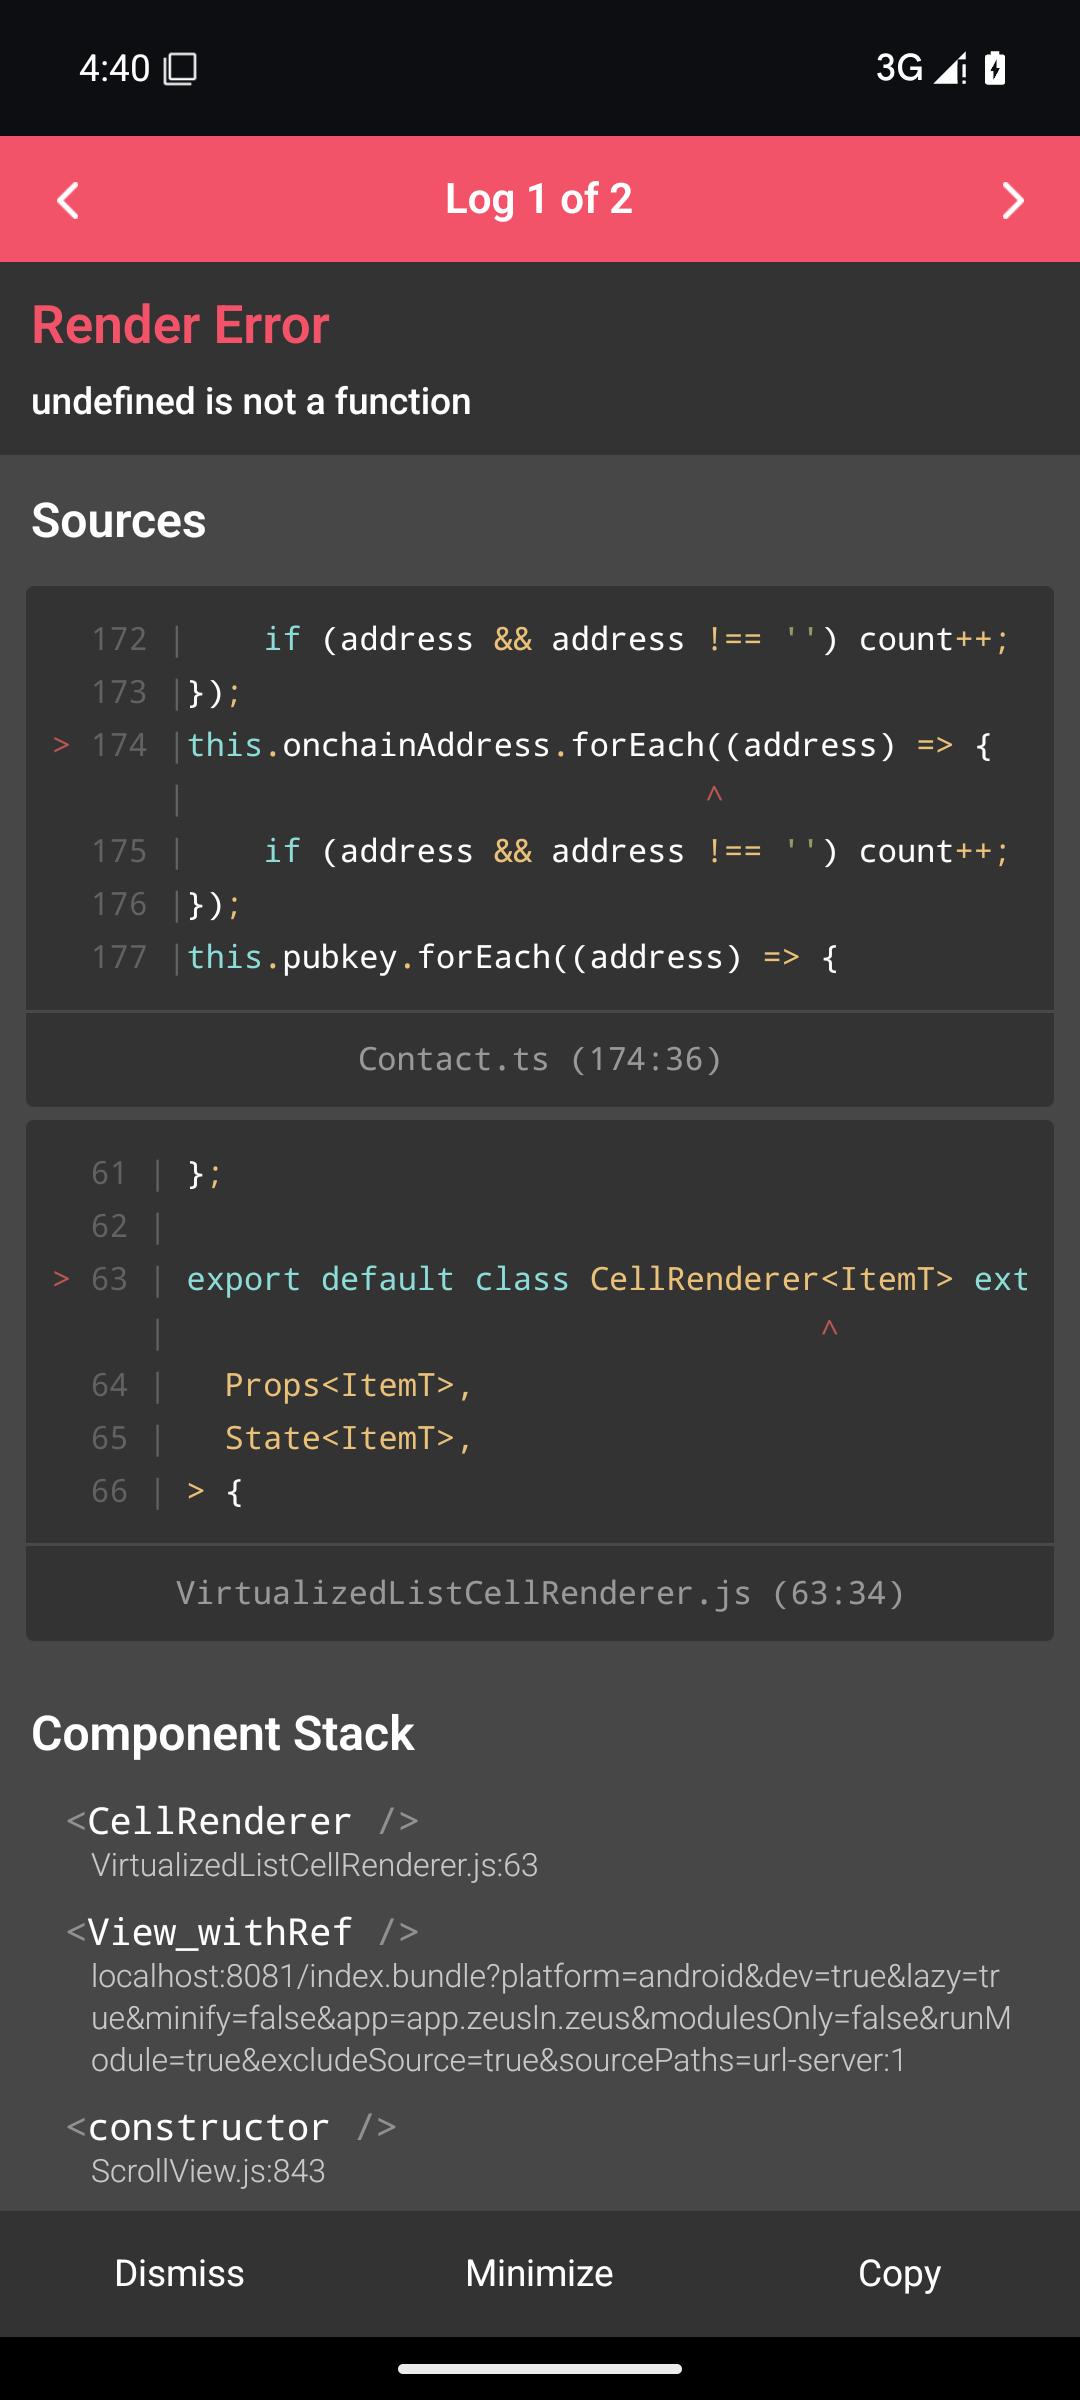 4:40
3G
Log 1 of 2
Render Error
undefined is not a function
Sources
172 |    if (address && address !== '') count++;
173 |});
> 174 |this.onchainAddress.forEach((address) => {
|                           ^
175 |    if (address && address !== '') count++;
176 |});
177 |this.pubkey.forEach((address) => {
Contact.ts (174:36)
61 | };
62 |
> 63 | export default class CellRenderer<ItemT> ext
|                                  ^
64 |   Props<ItemT>,
65 |   State<ItemT>,
66 | > {
VirtualizedListCellRenderer.js (63:34)
Component Stack
<CellRenderer />
VirtualizedListCellRenderer.js:63
<View_withRef />
localhost:8081/index.bundle?platform=android&dev=true&lazy=tr
ue&minify=false&app=app.zeusln.zeus&modulesOnly=false&runM
odule=true&excludeSource=true&sourcePaths=url-server:1
<constructor />
ScrollView.js:843
Dismiss
Minimize
Copy